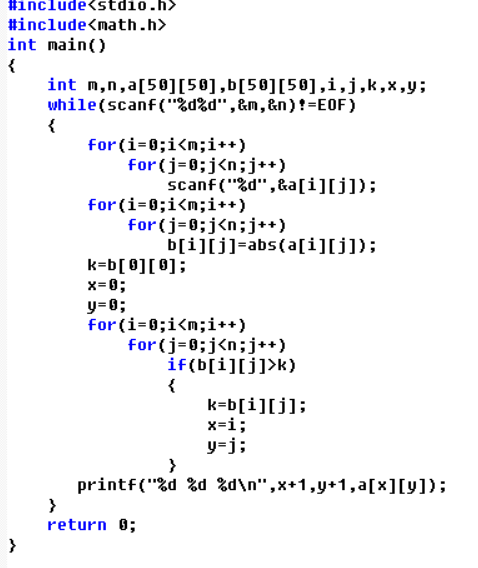 #include<stdio.h>
#include<math.h>
int main()
{
    int m,n,a[50][50],b[50][50],i,j,k,x,y;
    while(scanf("%d%d",&m,&n)!=EOF)
    {
        for(i=0;i<m;i++)
            for(j=0;j<n;j++)
                scanf("%d",&a[i][j]);
        for(i=0;i<m;i++)
            for(j=0;j<n;j++)
                b[i][j]=abs(a[i][j]);
        k=b[0][0];
        x=0;
        y=0;
        for(i=0;i<m;i++)
            for(j=0;j<n;j++)
                if(b[i][j]>k)
                {
                    k=b[i][j];
                    x=i;
                    y=j;
                }
       printf("%d %d %d\n",x+1,y+1,a[x][y]);
    }
    return 0;
}